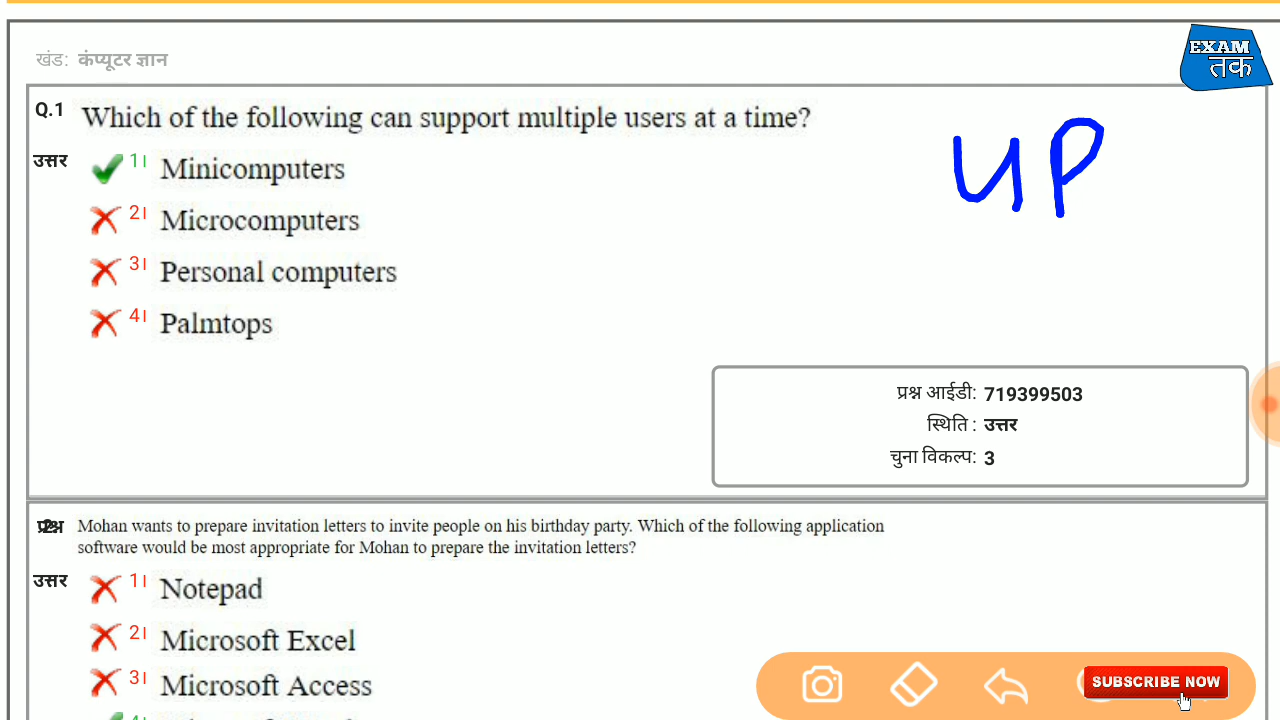 EXAM
तक
खंड: कंप्यूटर ज्ञान
Q.1 Which of the following can support multiple users at a time?
UP
उत्तर 1। Minicomputers
2। Microcomputers
3। Personal computers
4। Palmtops
प्रश्न आईडी: 719399503
स्थिति : उत्तर
चुना विकल्प: 3
Mohan wants to prepare invitation letters to invite people on his birthday party. Which of the following application
software would be most appropriate for Mohan to prepare the invitation letters?
उत्तर 1। Notepad
2। Microsoft Excel
3। Microsoft Access
SUBSCRIBE NOW